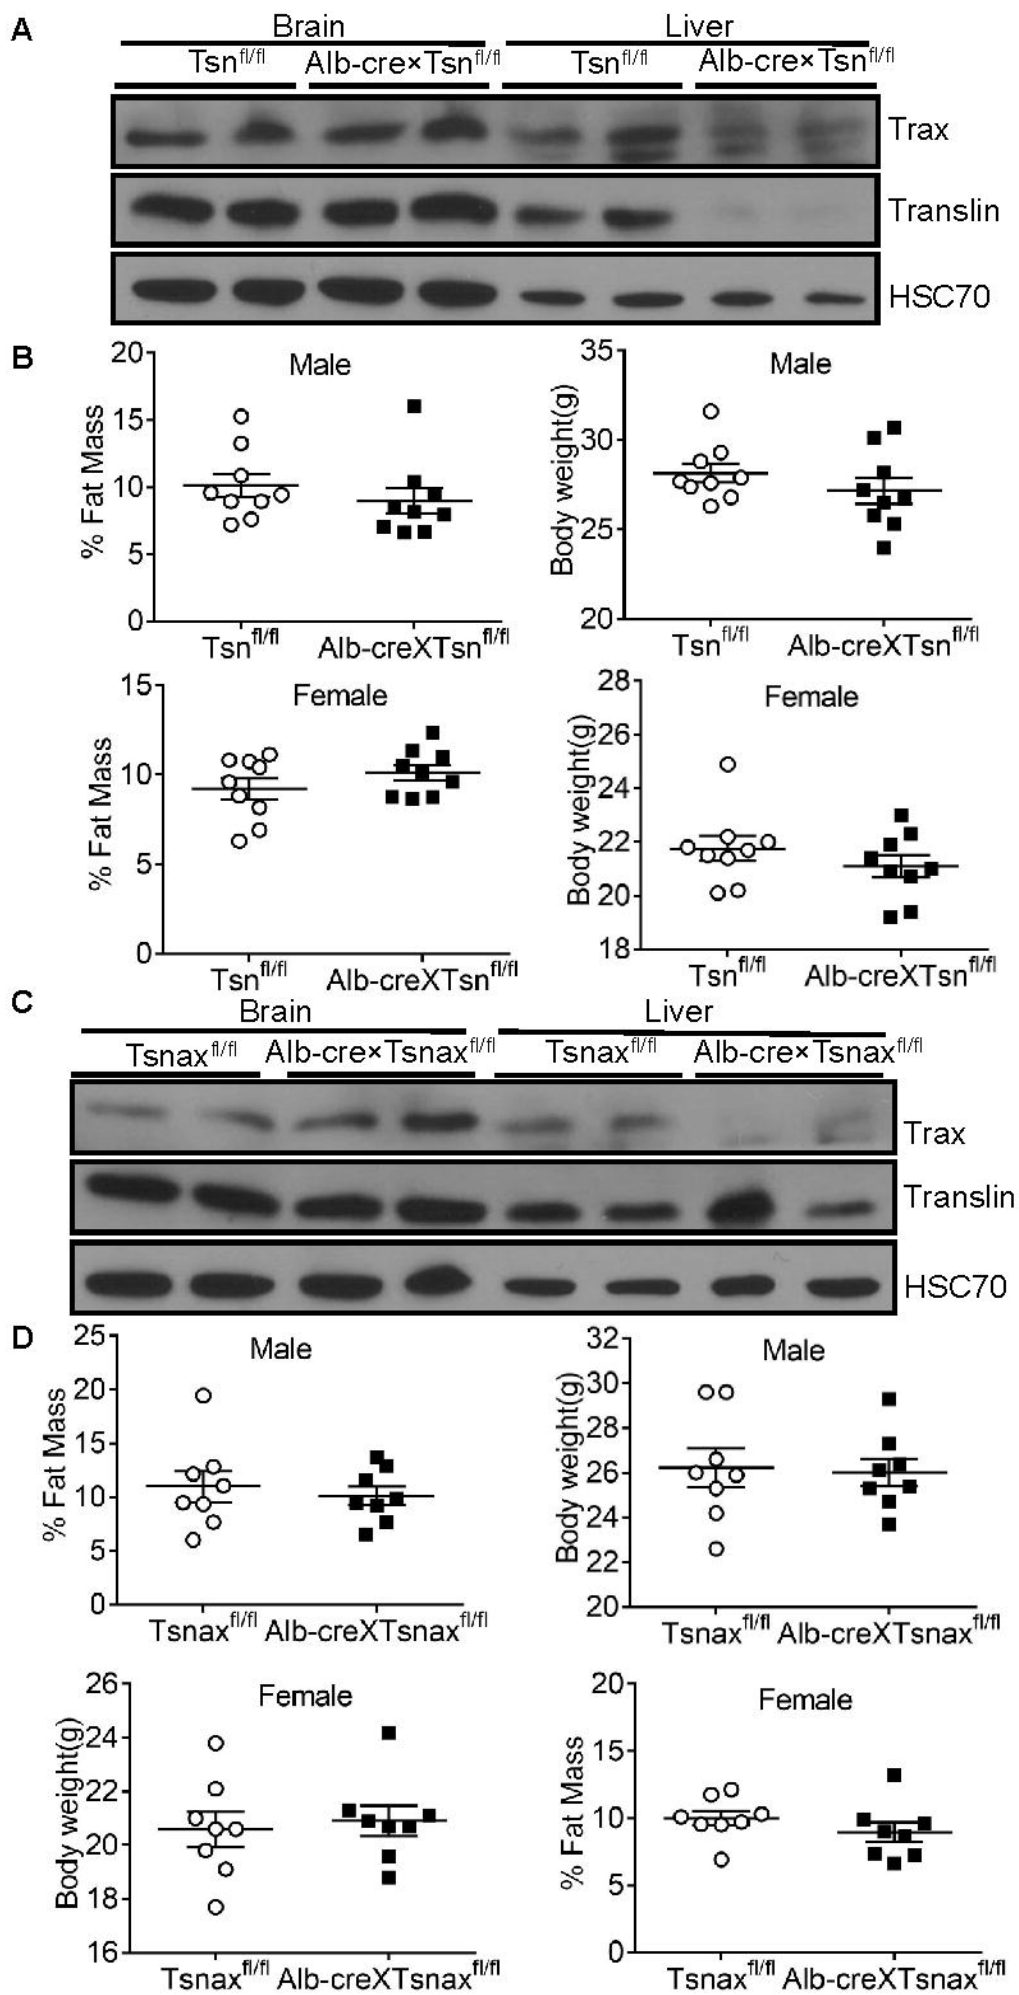 A
Brain Liver
Tsnfl/fl Alb-cre×Tsnfl/fl Tsnfl/fl Alb-cre×Tsnfl/fl
Trax
Translin
HSC70
B
Male
% Fat Mass
20
15
10
5
0
Tsnfl/fl Alb-creXTsnfl/fl
Male
Body weight(g)
35
30
25
20
Tsnfl/fl Alb-creXTsnfl/fl
Female
% Fat Mass
15
10
5
0
Tsnfl/fl Alb-creXTsnfl/fl
Female
Body weight(g)
28
26
24
22
20
18
Tsnfl/fl Alb-creXTsnfl/fl
C
Brain Liver
Tsnaxfl/fl Alb-cre×Tsnaxfl/fl Tsnaxfl/fl Alb-cre×Tsnaxfl/fl
Trax
Translin
HSC70
D
Male
% Fat Mass
25
20
15
10
5
0
Tsnaxfl/fl Alb-creXTsnaxfl/fl
Male
Body weight(g)
32
30
28
26
24
22
20
Tsnaxfl/fl Alb-creXTsnaxfl/fl
Female
Body weight(g)
26
24
22
20
18
16
Tsnaxfl/fl Alb-creXTsnaxfl/fl
Female
% Fat Mass
20
15
10
5
0
Tsnaxfl/fl Alb-creXTsnaxfl/fl